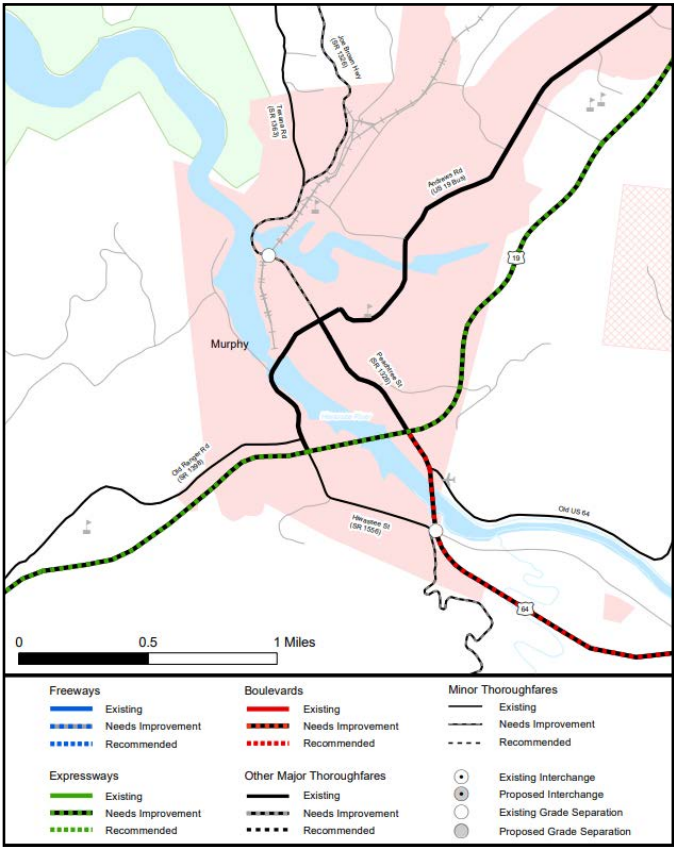 Joe Brown Hwy
(SR 1326)
Texana Rd
(SR 1363)
Andrews Rd
(US 19 Bus)
19
Murphy
Peachtree St
(SR 1326)
Old Ranger Rd
(SR 1398)
Old US 64
Hiwassee St
(SR 1556)
64
0 0.5 1 Miles
Freeways
Existing
Needs Improvement
Recommended
Expressways
Existing
Needs Improvement
Recommended
Boulevards
Existing
Needs Improvement
Recommended
Other Major Thoroughfares
Existing
Needs Improvement
Recommended
Minor Thoroughfares
Existing
Needs Improvement
Recommended
Existing Interchange
Proposed Interchange
Existing Grade Separation
Proposed Grade Separation